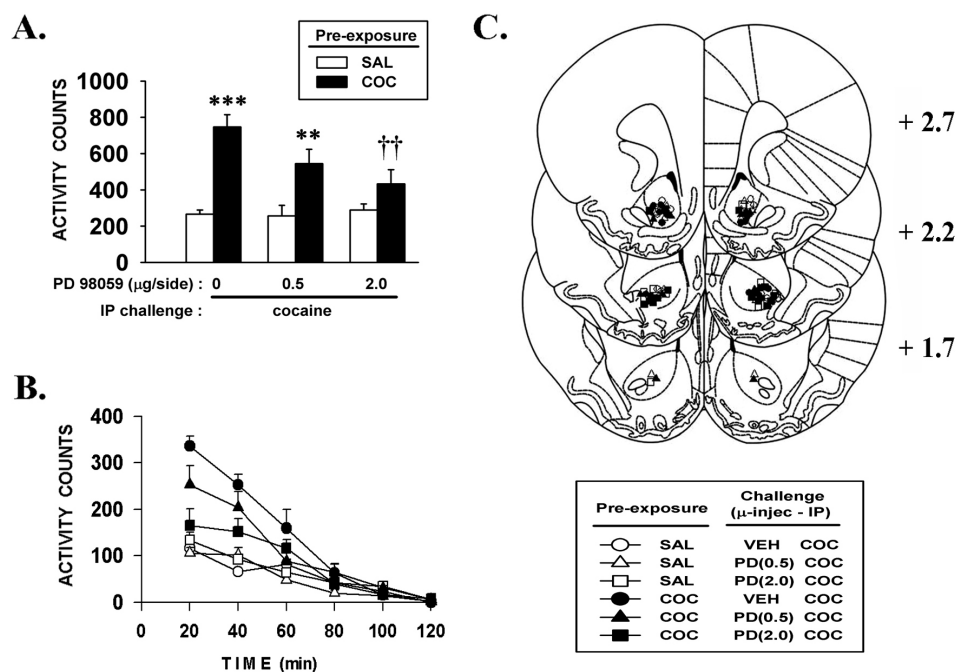 A.
Pre-exposure
SAL
COC
ACTIVITY COUNTS
1000
800
600
400
200
0
***
**
††
PD 98059 (μg/side) : 0 0.5 2.0
IP challenge : cocaine
B.
ACTIVITY COUNTS
400
300
200
100
0
0 20 40 60 80 100 120
TIME (min)
C.
+ 2.7
+ 2.2
+ 1.7
Pre-exposure Challenge
(μ-injec - IP)
SAL VEH COC
SAL PD(0.5) COC
SAL PD(2.0) COC
COC VEH COC
COC PD(0.5) COC
COC PD(2.0) COC